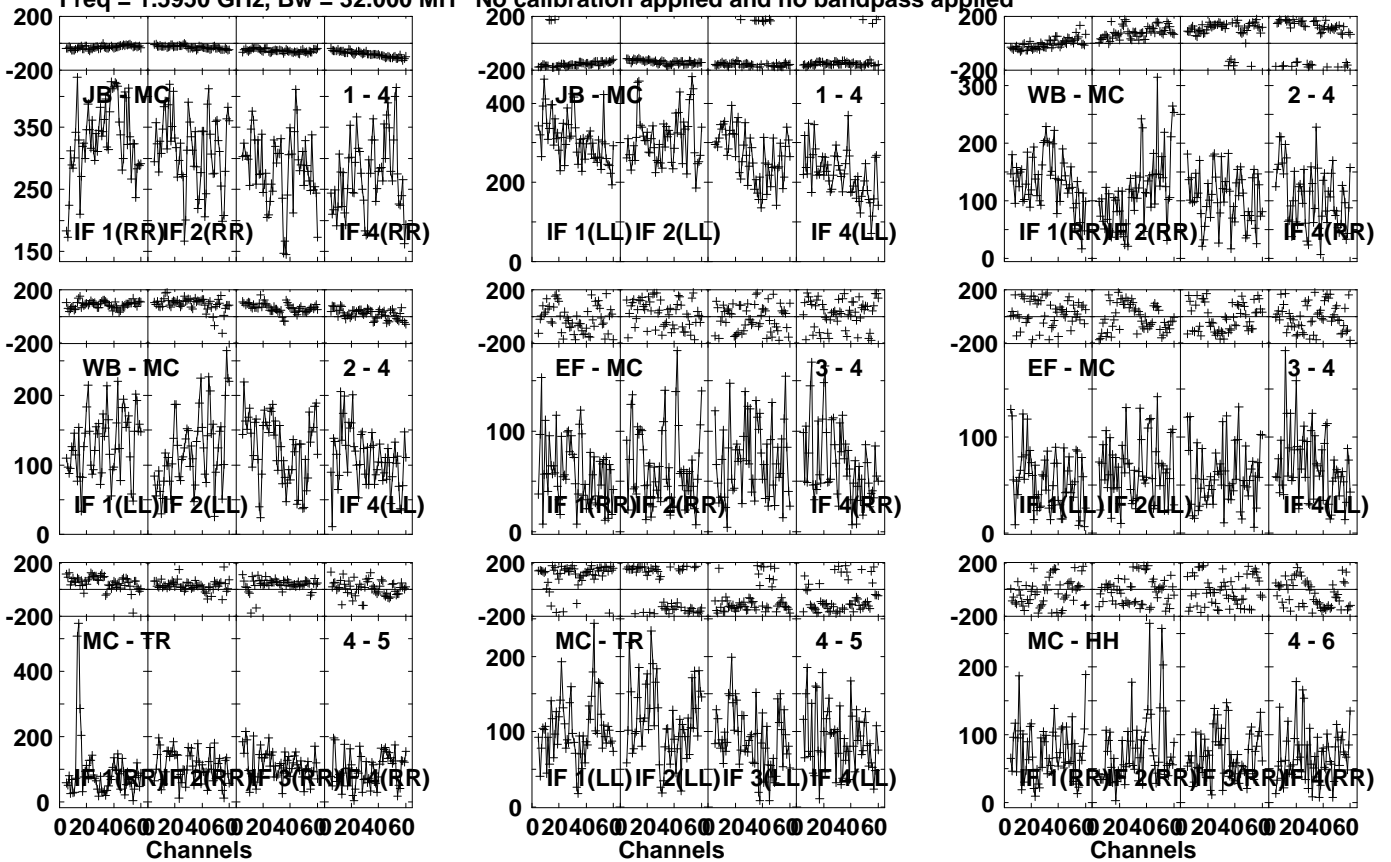 Freq = 1.5950 GHz, Bw = 32.000 MH No calibration applied and no bandpass applied
200 200 200
-200 -200 -200
JB - MC 1 - 4 JB - MC 1 - 4 WB - MC 2 - 4
350 400 300
250 200 200
150 0 100
0
IF 1(RR) IF 2(RR) IF 4(RR) IF 1(LL) IF 2(LL) IF 4(LL) IF 1(RR) IF 2(RR) IF 4(RR)
200 200 200
-200 -200 -200
WB - MC 2 - 4 EF - MC 3 - 4 EF - MC 3 - 4
200 100 100
100 0 0
0
IF 1(LL) IF 2(LL) IF 4(LL) IF 1(RR) IF 2(RR) IF 4(RR) IF 1(LL) IF 2(LL) IF 4(LL)
200 200 200
-200 -200 -200
MC - TR 4 - 5 MC - TR 4 - 5 MC - HH 4 - 6
400 200 200
200 100 100
0 0 0
IF 1(RR) IF 2(RR) IF 3(RR) IF 4(RR) IF 1(LL) IF 2(LL) IF 3(LL) IF 4(LL) IF 1(RR) IF 2(RR) IF 3(RR) IF 4(RR)
0 20 40 60 0 20 40 60 0 20 40 60 0 20 40 60 0 20 40 60 0 20 40 60 0 20 40 60 0 20 40 60 0 20 40 60 0 20 40 60 0 20 40 60 0 20 40 60
Channels Channels Channels